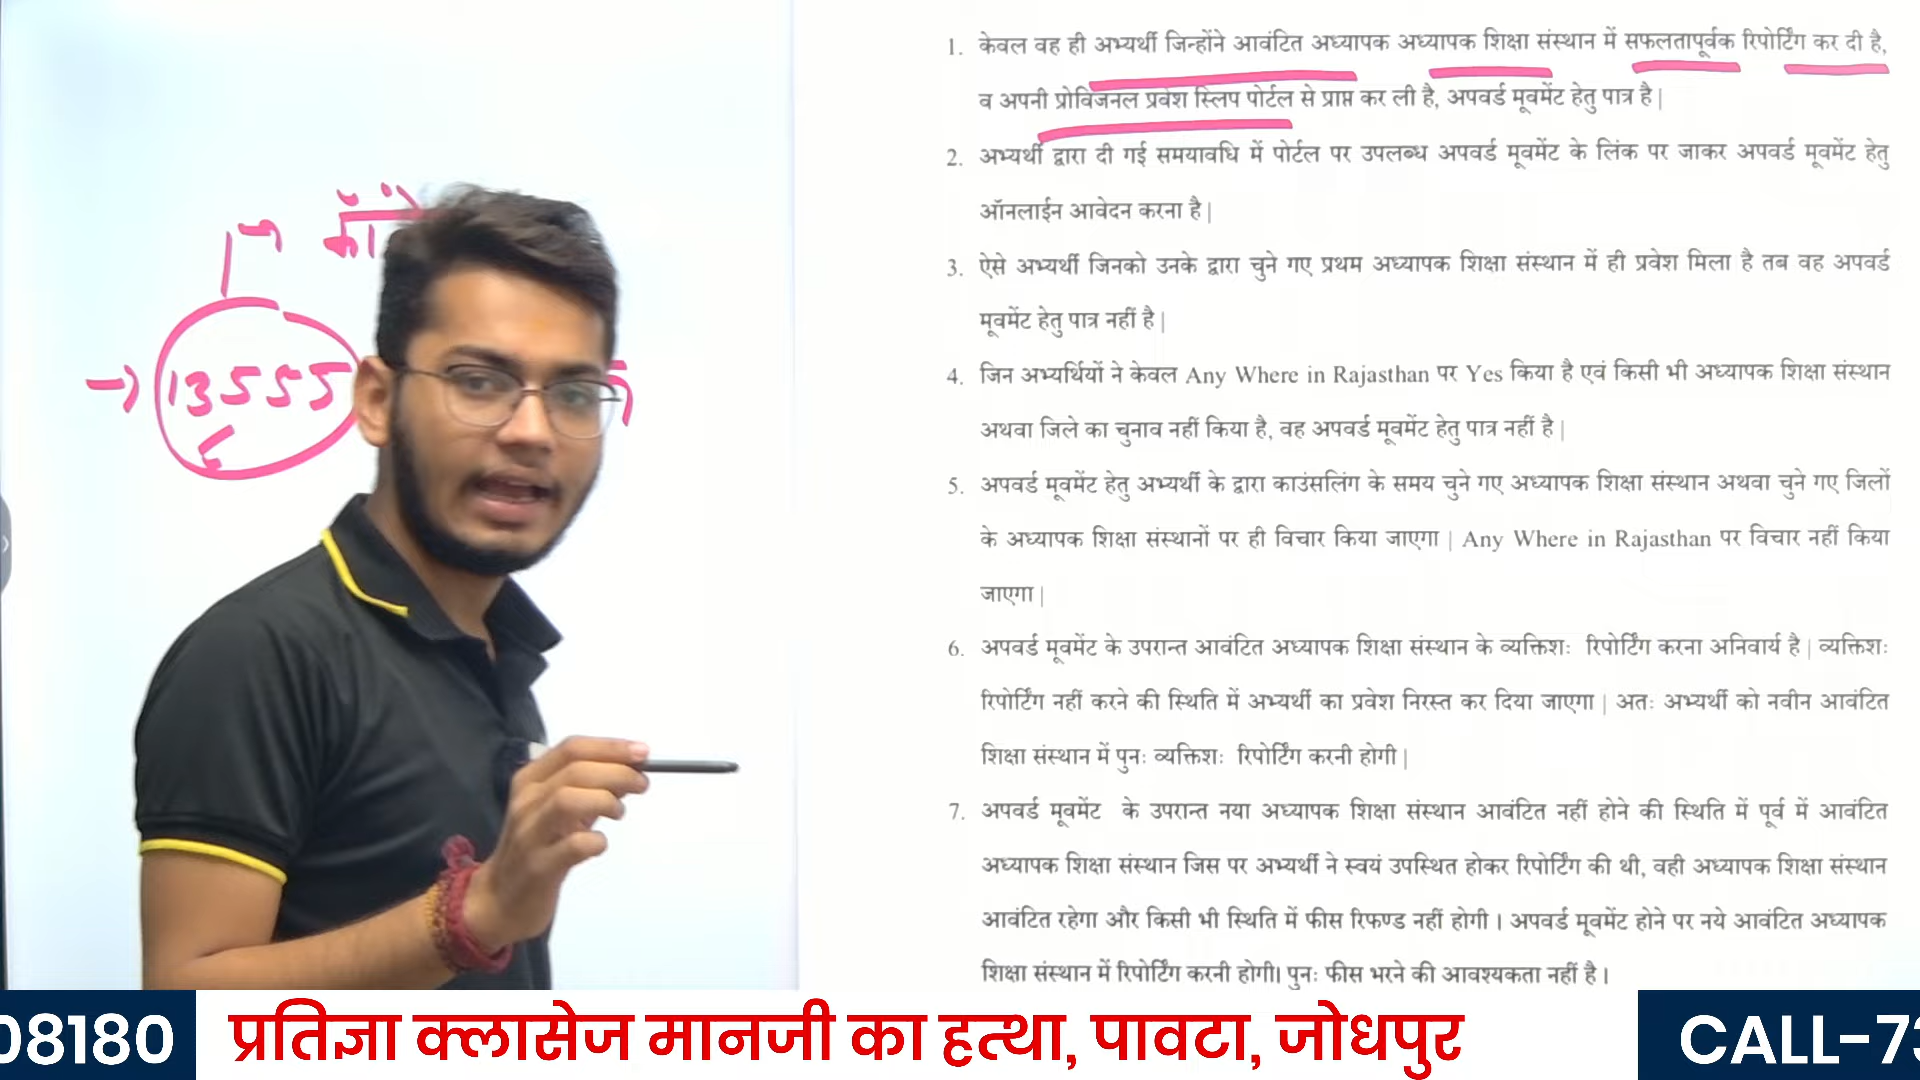 13555
1. केवल वह ही अभ्यर्थी जिन्होंने आवंटित अध्यापक अध्यापक शिक्षा संस्थान में सफलतापूर्वक रिपोर्टिंग कर दी है,
व अपनी प्रोविजनल प्रवेश स्लिप पोर्टल से प्राप्त कर ली है, अपवर्ड मूवमेंट हेतु पात्र है |
2. अभ्यर्थी द्वारा दी गई समयावधि में पोर्टल पर उपलब्ध अपवर्ड मूवमेंट के लिंक पर जाकर अपवर्ड मूवमेंट हेतु
ऑनलाईन आवेदन करना है |
3. ऐसे अभ्यर्थी जिनको उनके द्वारा चुने गए प्रथम अध्यापक शिक्षा संस्थान में ही प्रवेश मिला है तब वह अपवर्ड
मूवमेंट हेतु पात्र नहीं है |
4. जिन अभ्यर्थियों ने केवल Any Where in Rajasthan पर Yes किया है एवं किसी भी अध्यापक शिक्षा संस्थान
अथवा जिले का चुनाव नहीं किया है, वह अपवर्ड मूवमेंट हेतु पात्र नहीं है |
5. अपवर्ड मूवमेंट हेतु अभ्यर्थी के द्वारा काउंसलिंग के समय चुने गए अध्यापक शिक्षा संस्थान अथवा चुने गए जिलों
के अध्यापक शिक्षा संस्थानों पर ही विचार किया जाएगा | Any Where in Rajasthan पर विचार नहीं किया
जाएगा |
6. अपवर्ड मूवमेंट के उपरान्त आवंटित अध्यापक शिक्षा संस्थान के व्यक्तिशः रिपोर्टिंग करना अनिवार्य है | व्यक्तिशः
रिपोर्टिंग नहीं करने की स्थिति में अभ्यर्थी का प्रवेश निरस्त कर दिया जाएगा | अतः अभ्यर्थी को नवीन आवंटित
शिक्षा संस्थान में पुनः व्यक्तिशः रिपोर्टिंग करनी होगी |
7. अपवर्ड मूवमेंट के उपरान्त नया अध्यापक शिक्षा संस्थान आवंटित नहीं होने की स्थिति में पूर्व में आवंटित
अध्यापक शिक्षा संस्थान जिस पर अभ्यर्थी ने स्वयं उपस्थित होकर रिपोर्टिंग की थी, वही अध्यापक शिक्षा संस्थान
आवंटित रहेगा और किसी भी स्थिति में फीस रिफण्ड नहीं होगी । अपवर्ड मूवमेंट होने पर नये आवंटित अध्यापक
शिक्षा संस्थान में रिपोर्टिंग करनी होगी। पुनः फीस भरने की आवश्यकता नहीं है ।
08180 प्रतिज्ञा क्लासेज मानजी का हत्था, पावटा, जोधपुर CALL-73